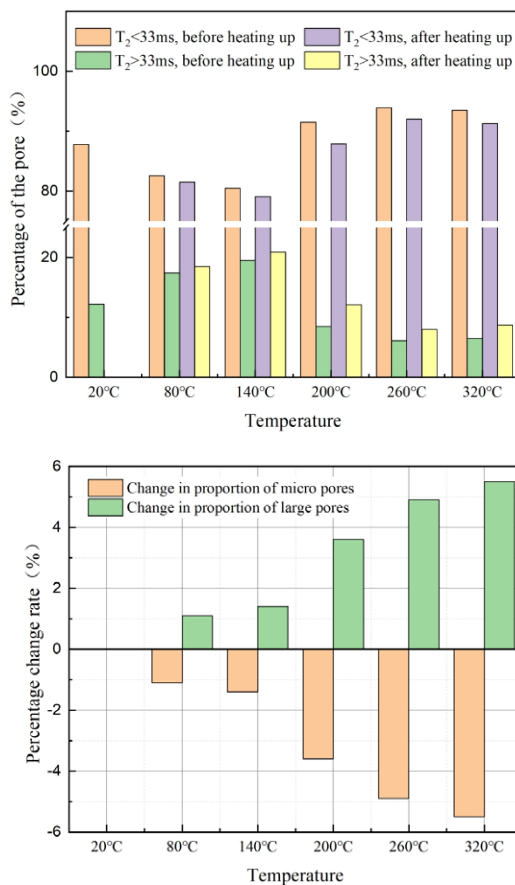 T2<33ms, before heating up T2<33ms, after heating up
T2>33ms, before heating up T2>33ms, after heating up
Percentage of the pore（%）
100
80
20
0
20℃ 80℃ 140℃ 200℃ 260℃ 320℃
Temperature
Change in proportion of micro pores
Change in proportion of large pores
Percentage change rate（%）
6
4
2
0
-2
-4
-6
20℃ 80℃ 140℃ 200℃ 260℃ 320℃
Temperature